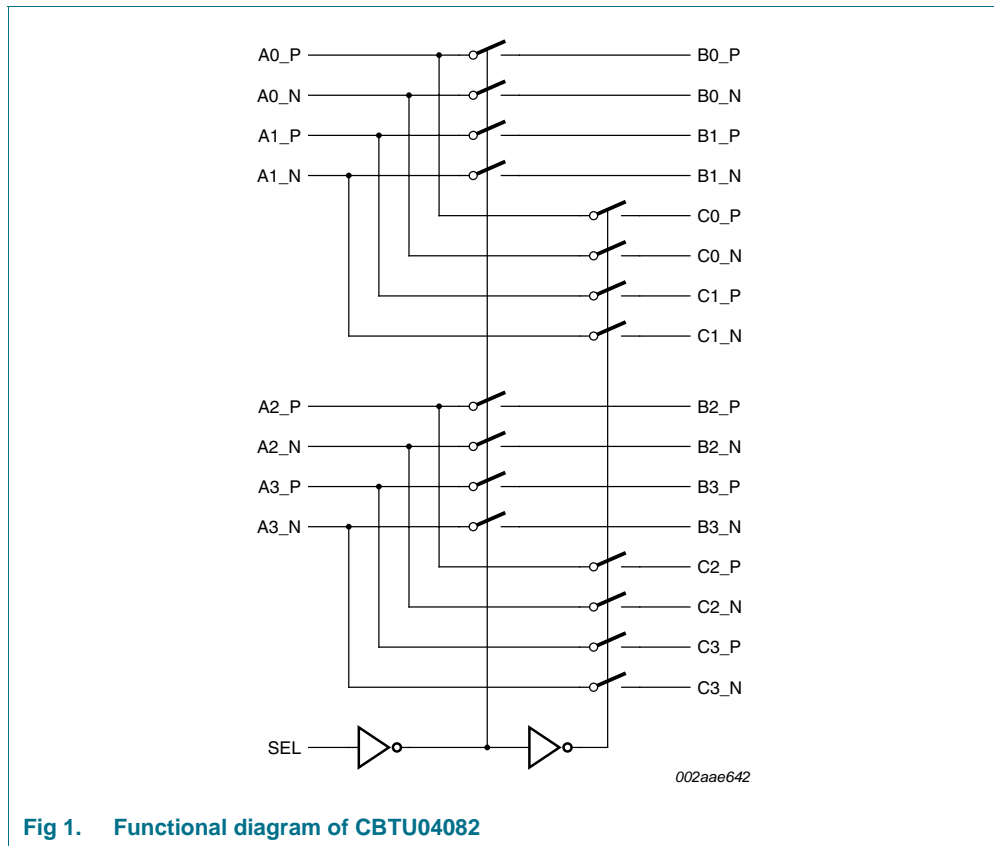 A0_P B0_P
A0_N B0_N
A1_P B1_P
A1_N B1_N
C0_P
C0_N
C1_P
C1_N
A2_P B2_P
A2_N B2_N
A3_P B3_P
A3_N B3_N
C2_P
C2_N
C3_P
C3_N
SEL
002aae642
Fig 1. Functional diagram of CBTU04082